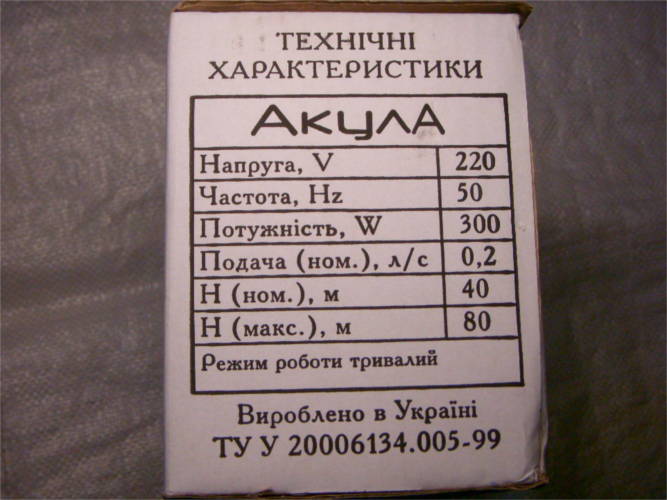 ТЕХНІЧНІ
ХАРАКТЕРИСТИКИ
АКУЛА
Напруга, V 220
Частота, Hz 50
Потужність, W 300
Подача (ном.), л/с 0,2
Н (ном.), м 40
Н (макс.), м 80
Режим роботи тривалий
Вироблено в Україні
ТУ У 20006134.005-99